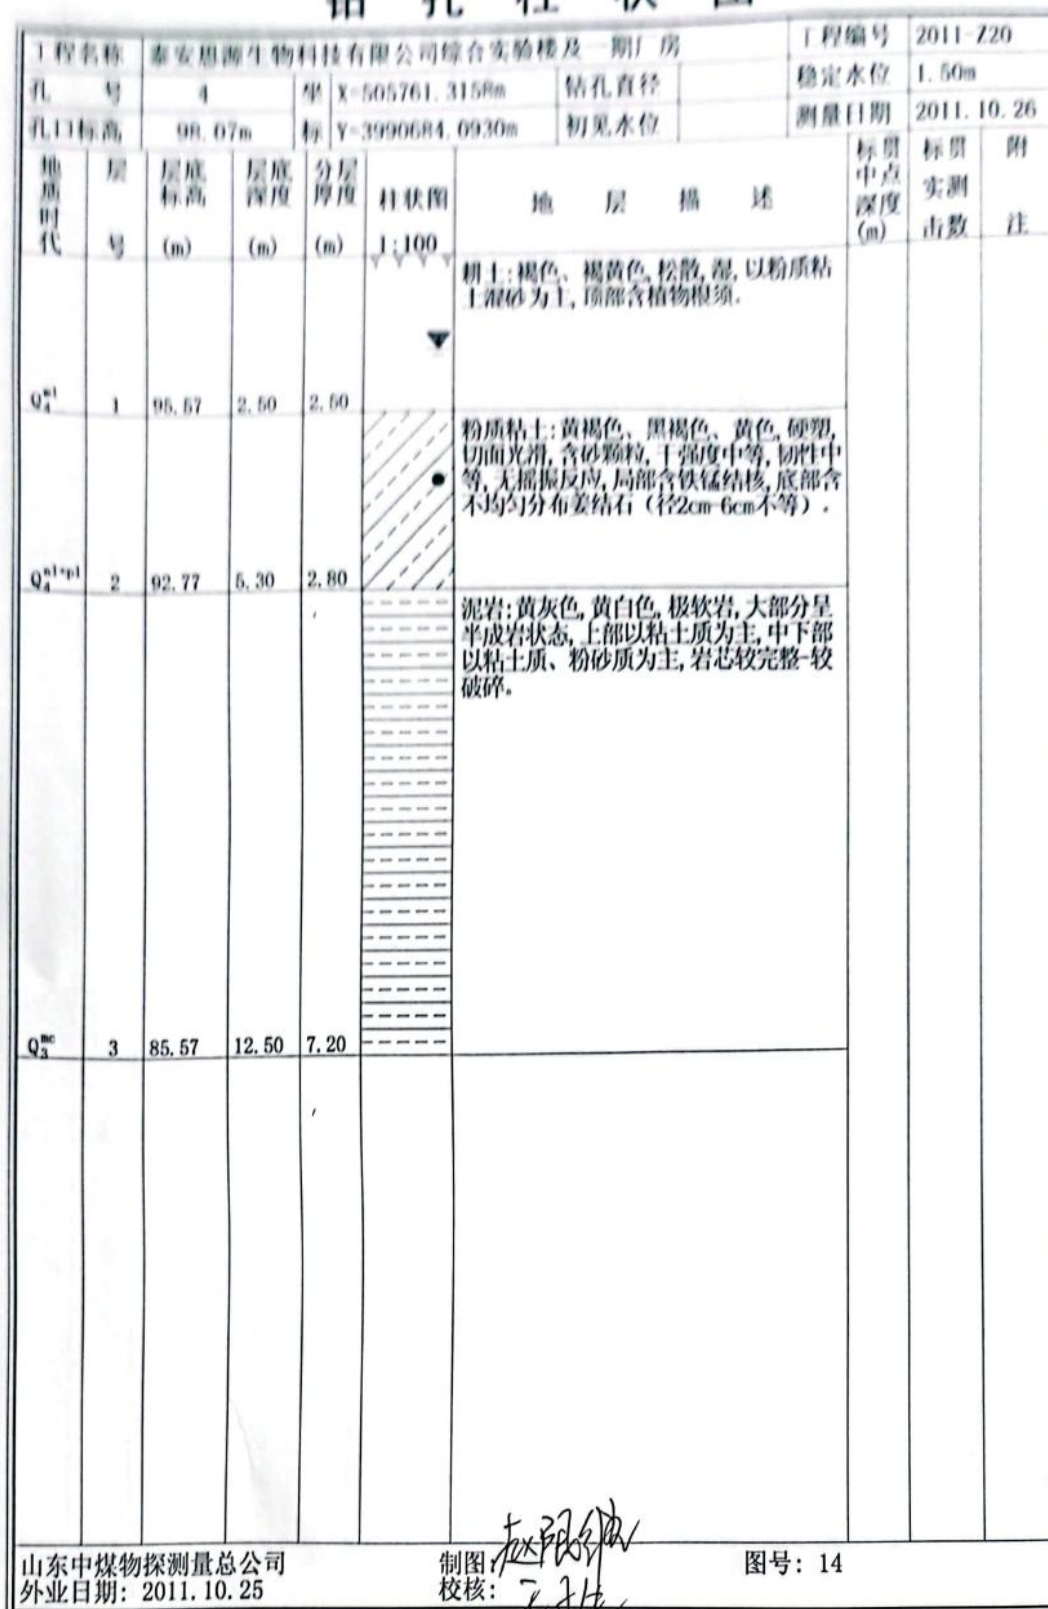 钻 孔 柱 状 图
工程名称 泰安思源生物科技有限公司综合实验楼及一期厂房 工程编号 2011-Z20
孔 号 4 坐 X=505761.3158m 钻孔直径 稳定水位 1.50m
孔口标高 98.07m 标 Y=3990684.0930m 初见水位 测量日期 2011.10.26
地质时代 层号 层底标高(m) 层底深度(m) 分层厚度(m) 柱状图 1:100 地 层 描 述 标贯中点深度(m) 标贯实测击数 附注
耕土:褐色、褐黄色,松散,湿,以粉质粘
土混砂为主,顶部含植物根须.
Q4ml 1 95.57 2.50 2.50
粉质粘土:黄褐色、黑褐色、黄色,硬塑,
切面光滑,含砂颗粒,干强度中等,韧性中
等,无摇振反应,局部含铁锰结核,底部含
不均匀分布姜结石(径2cm-6cm不等).
Q4al+pl 2 92.77 5.30 2.80
泥岩:黄灰色,黄白色,极软岩,大部分呈
半成岩状态,上部以粘土质为主,中下部
以粘土质、粉砂质为主,岩芯较完整-较
破碎。
Q3mc 3 85.57 12.50 7.20
山东中煤物探测量总公司 制图: 图号: 14
外业日期: 2011.10.25 校核: